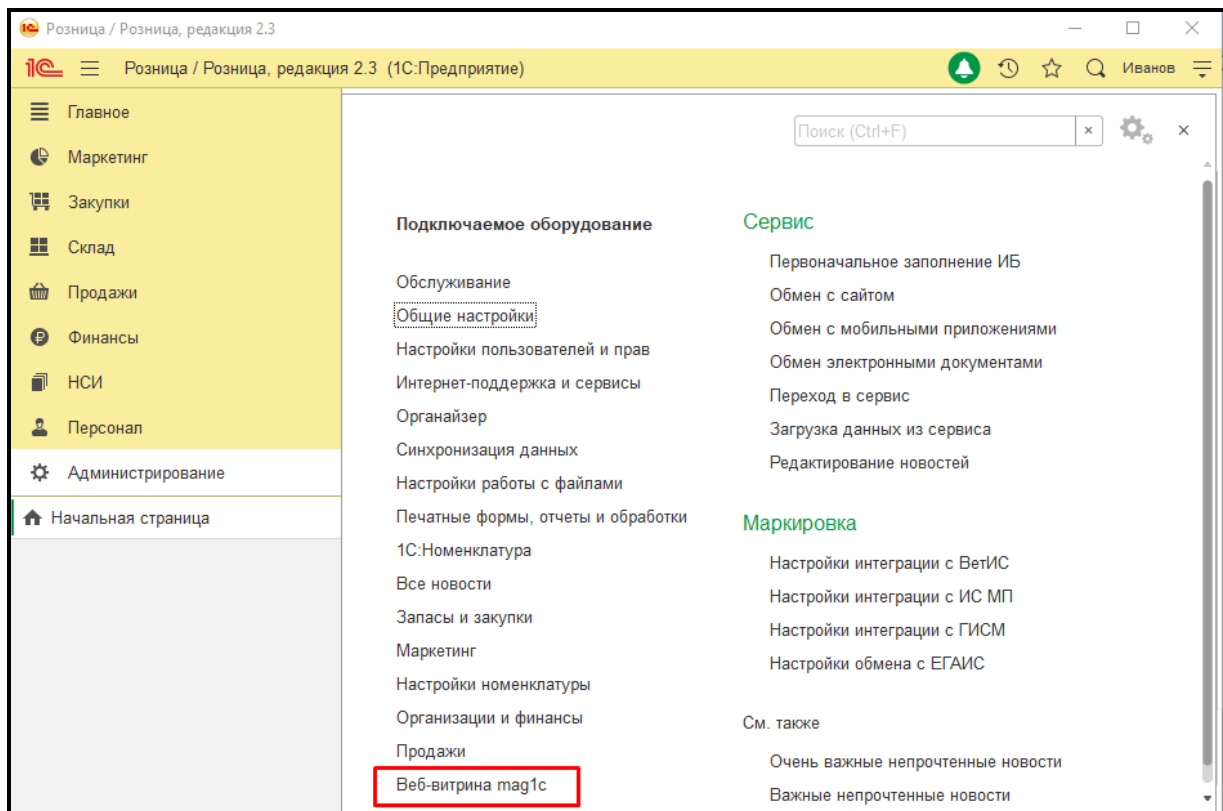 Розница / Розница, редакция 2.3
1С Розница / Розница, редакция 2.3 (1С:Предприятие) Иванов
Главное
Маркетинг
Закупки
Склад
Продажи
Финансы
НСИ
Персонал
Администрирование
Начальная страница
Поиск (Ctrl+F)
Подключаемое оборудование
Обслуживание
Общие настройки
Настройки пользователей и прав
Интернет-поддержка и сервисы
Органайзер
Синхронизация данных
Настройки работы с файлами
Печатные формы, отчеты и обработки
1С:Номенклатура
Все новости
Запасы и закупки
Маркетинг
Настройки номенклатуры
Организации и финансы
Продажи
Веб-витрина mag1c
Сервис
Первоначальное заполнение ИБ
Обмен с сайтом
Обмен с мобильными приложениями
Обмен электронными документами
Переход в сервис
Загрузка данных из сервиса
Редактирование новостей
Маркировка
Настройки интеграции с ВетИС
Настройки интеграции с ИС МП
Настройки интеграции с ГИСМ
Настройки обмена с ЕГАИС
См. также
Очень важные непрочтенные новости
Важные непрочтенные новости